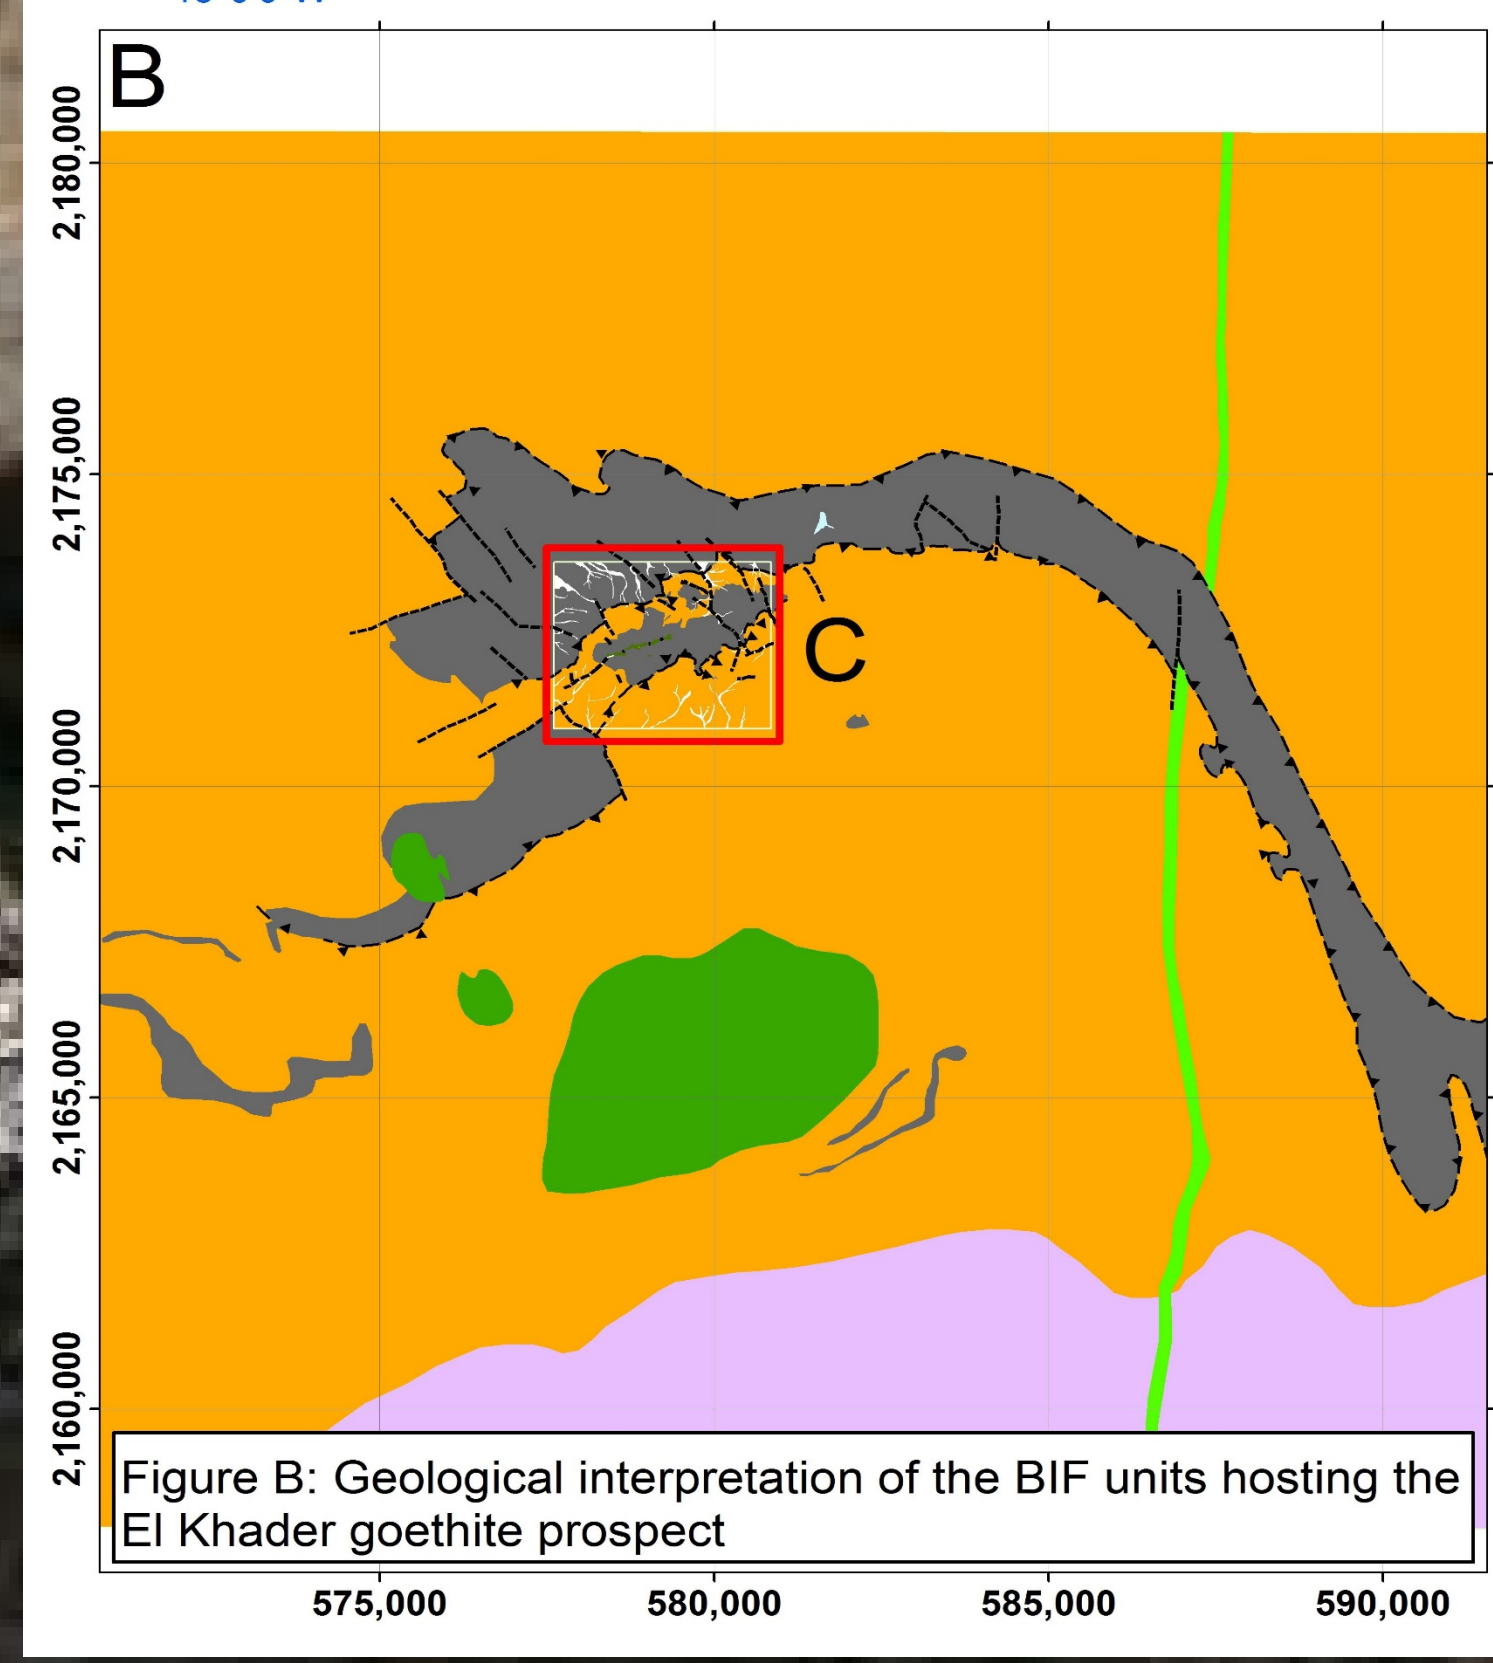 B
2,180,000
2,175,000
2,170,000
2,165,000
2,160,000
C
Figure B: Geological interpretation of the BIF units hosting the
El Khader goethite prospect
575,000 580,000 585,000 590,000